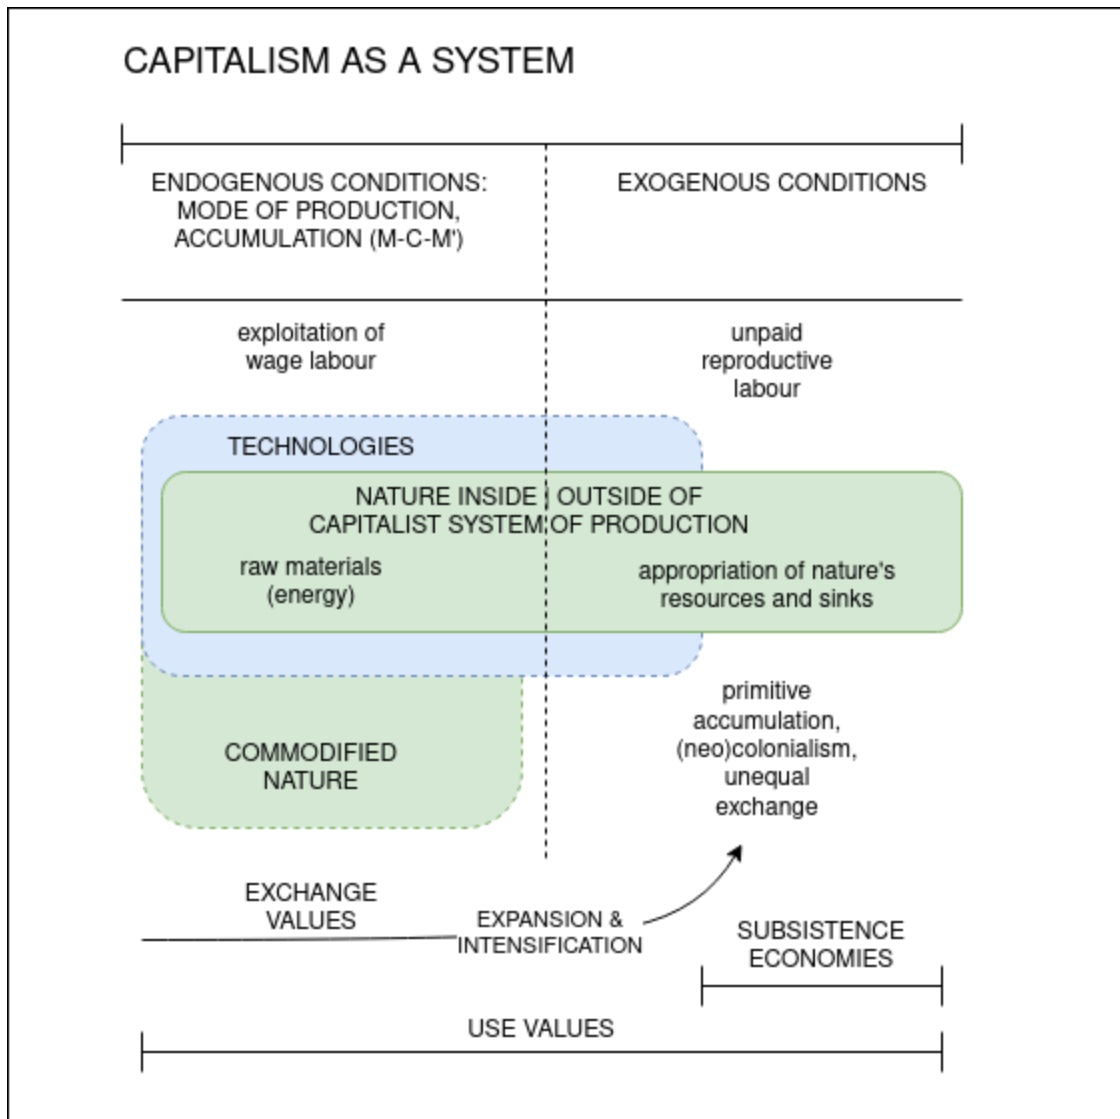 CAPITALISM AS A SYSTEM
ENDOGENOUS CONDITIONS:
MODE OF PRODUCTION,
ACCUMULATION (M-C-M')
EXOGENOUS CONDITIONS
exploitation of
wage labour
unpaid
reproductive
labour
TECHNOLOGIES
NATURE INSIDE | OUTSIDE OF
CAPITALIST SYSTEM OF PRODUCTION
raw materials
(energy)
appropriation of nature's
resources and sinks
COMMODIFIED
NATURE
primitive
accumulation,
(neo)colonialism,
unequal
exchange
EXCHANGE
VALUES
EXPANSION &
INTENSIFICATION
SUBSISTENCE
ECONOMIES
USE VALUES